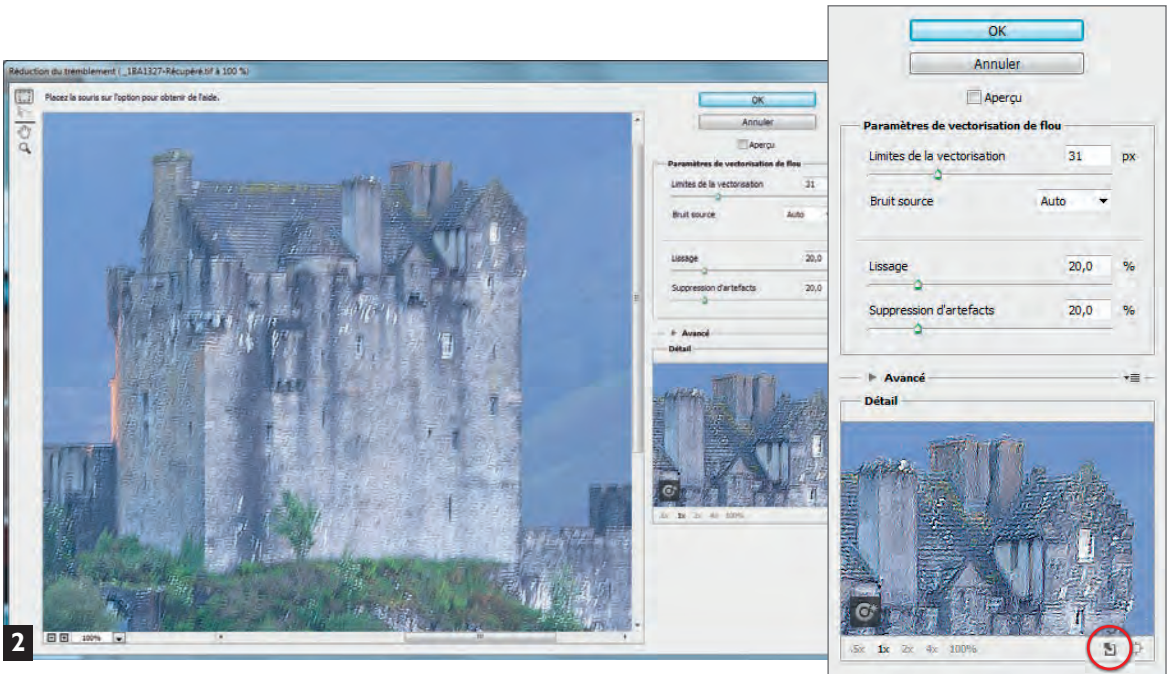 Réduction du tremblement ( _1BA1327-Récupéré.tif à 100 %)
Placez la souris sur l'option pour obtenir de l'aide.
OK
Annuler
Aperçu
Paramètres de vectorisation de flou
Limites de la vectorisation 31
Bruit source Auto
Lissage 20,0
Suppression d'artefacts 20,0
Avancé
Détail
.5x 1x 2x 4x 100%
100%
2
OK
Annuler
Aperçu
Paramètres de vectorisation de flou
Limites de la vectorisation 31 px
Bruit source Auto
Lissage 20,0 %
Suppression d'artefacts 20,0 %
Avancé
Détail
.5x 1x 2x 4x 100%